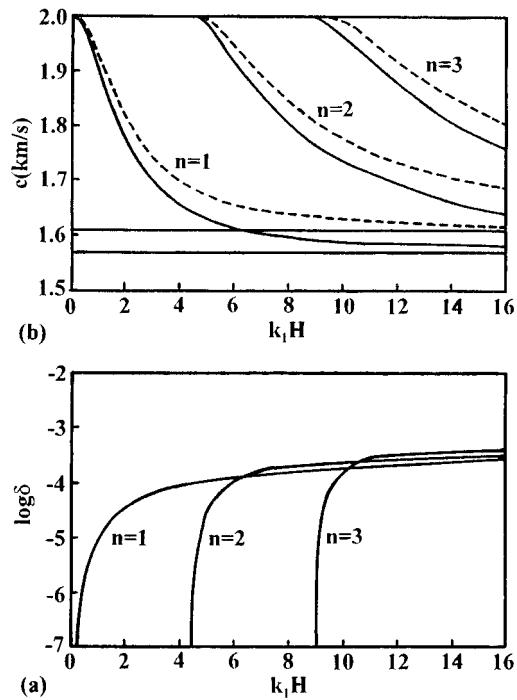 2.0
1.9
1.8
1.7
1.6
1.5
c(km/s)
n=1
n=2
n=3
0 2 4 6 8 10 12 14 16
(b) k₁H
-2
-3
-4
-5
-6
-7
logδ
n=1 n=2 n=3
0 2 4 6 8 10 12 14 16
(a) k₁H